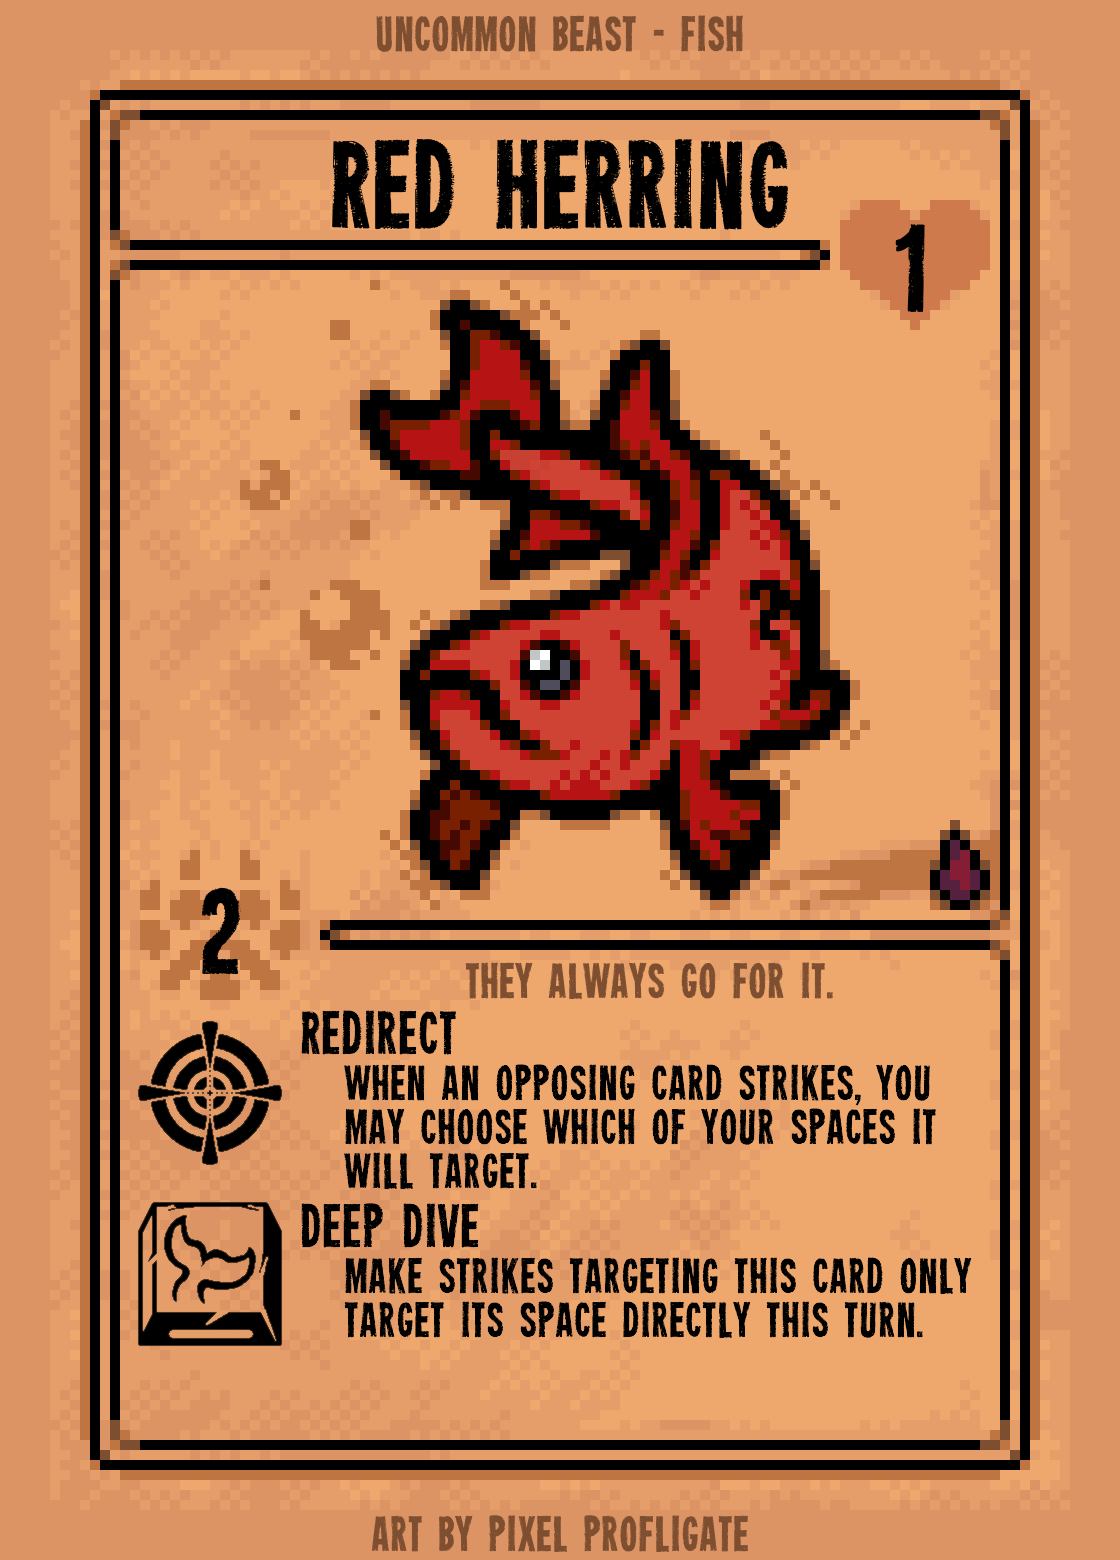 UNCOMMON BEAST - FISH
RED HERRING
1
2
THEY ALWAYS GO FOR IT.
REDIRECT
WHEN AN OPPOSING CARD STRIKES, YOU
MAY CHOOSE WHICH OF YOUR SPACES IT
WILL TARGET.
DEEP DIVE
MAKE STRIKES TARGETING THIS CARD ONLY
TARGET ITS SPACE DIRECTLY THIS TURN.
ART BY PIXEL PROFLIGATE